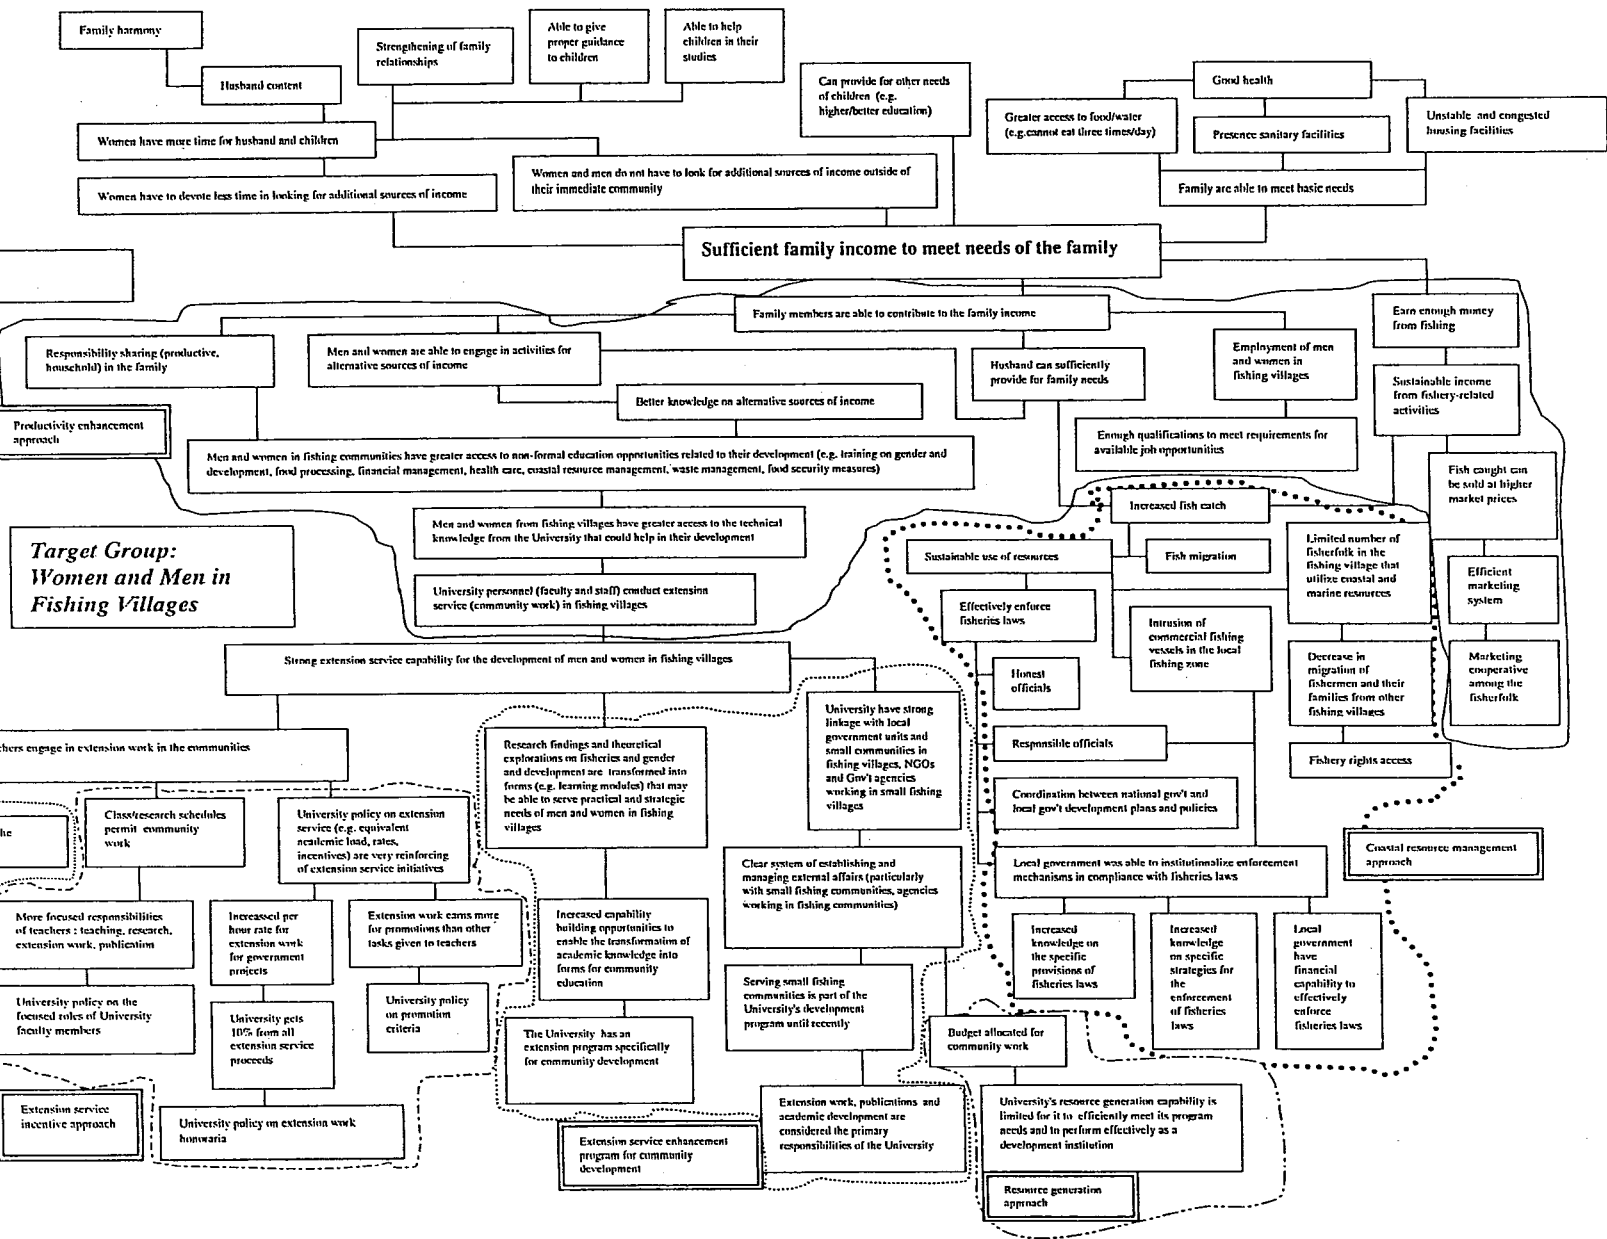 Family harmony
Husband content
Strengthening of family
relationships
Able to give
proper guidance
to children
Able to help
children in their
studies
Can provide for other needs
of children (e.g.
higher/better education)
Good health
Greater access to food/water
(e.g.cannot eat three times/day)
Presence sanitary facilities
Unstable and congested
housing facilities
Women have more time for husband and children
Women and men do not have to look for additional sources of income outside of
their immediate community
Women have to devote less time in looking for additional sources of income
Family are able to meet basic needs
Sufficient family income to meet needs of the family
Family members are able to contribute to the family income
Earn enough money
from fishing
Responsibility sharing (productive,
household) in the family
Men and women are able to engage in activities for
alternative sources of income
Husband can sufficiently
provide for family needs
Employment of men
and women in
fishing villages
Sustainable income
from fishery-related
activities
Better knowledge on alternative sources of income
Productivity enhancement
approach
Enough qualifications to meet requirements for
available job opportunities
Men and women in fishing communities have greater access to non-formal education opportunities related to their development (e.g. training on gender and
development, food processing, financial management, health care, coastal resource management, waste management, food security measures)
Fish caught can
be sold at higher
market prices
Increased fish catch
Men and women from fishing villages have greater access to the technical
knowledge from the University that could help in their development
Target Group:
Women and Men in
Fishing Villages
Sustainable use of resources
Fish migration
Limited number of
fisherfolk in the
fishing village that
utilize coastal and
marine resources
Efficient
marketing
system
University personnel (faculty and staff) conduct extension
service (community work) in fishing villages
Effectively enforce
fisheries laws
Intrusion of
commercial fishing
vessels in the local
fishing zone
Strong extension service capability for the development of men and women in fishing villages
Honest
officials
Decrease in
migration of
fishermen and their
families from other
fishing villages
Marketing
cooperative
among the
fisherfolk
University have strong
linkage with local
government units and
small communities in
fishing villages, NGOs
and Gov't agencies
working in small fishing
villages
chers engage in extension work in the communities
Research findings and theoretical
explorations on fisheries and gender
and development are transformed into
forms (e.g. learning modules) that may
be able to serve practical and strategic
needs of men and women in fishing
villages
Responsible officials
Fishery rights access
Coordination between national gov't and
local gov't development plans and policies
he
Class/research schedules
permit community
work
University policy on extension
service (e.g. equivalent
academic load, rates,
incentives) are very reinforcing
of extension service initiatives
Clear system of establishing and
managing external affairs (particularly
with small fishing communities, agencies
working in fishing communities)
Local government was able to institutionalize enforcement
mechanisms in compliance with fisheries laws
Coastal resource management
approach
More focused responsibilities
of teachers : teaching, research,
extension work, publication
Increassed per
hour rate for
extension work
for government
projects
Extension work earns more
for promotions than other
tasks given to teachers
Increased capability
building opportunities to
enable the transformation of
academic knowledge into
forms for community
education
Increased
knowledge on
the specific
provisions of
fisheries laws
Increased
knowledge
on specific
strategies for
the
enforcement
of fisheries
laws
Local
government
have
financial
capability to
effectively
enforce
fisheries laws
University policy on the
focused roles of University
faculty members
University gets
10% from all
extension service
proceeds
University policy
on promotion
criteria
The University has an
extension program specifically
for community development
Serving small fishing
communities is part of the
University's development
program until recently
Budget allocated for
community work
Extension service
incentive approach
University policy on extension work
honoraria
Extension service enhancement
program for community
development
Extension work, publications and
academic development are
considered the primary
responsibilities of the University
University's resource generation capability is
limited for it to efficiently meet its program
needs and to perform effectively as a
development institution
Resource generation
approach